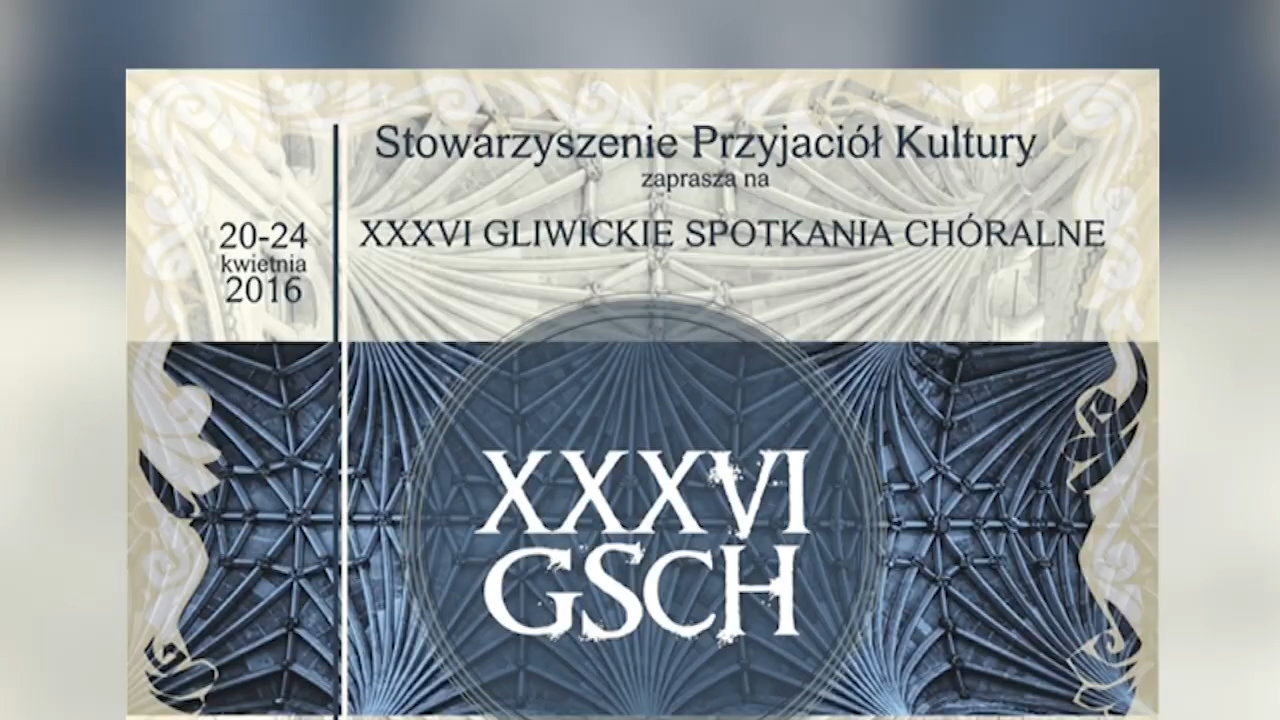 Stowarzyszenie Przyjaciół Kultury
zaprasza na
XXXVI GLIWICKIE SPOTKANIA CHÓRALNE
20-24
kwietnia
2016
XXXVI
GSCH